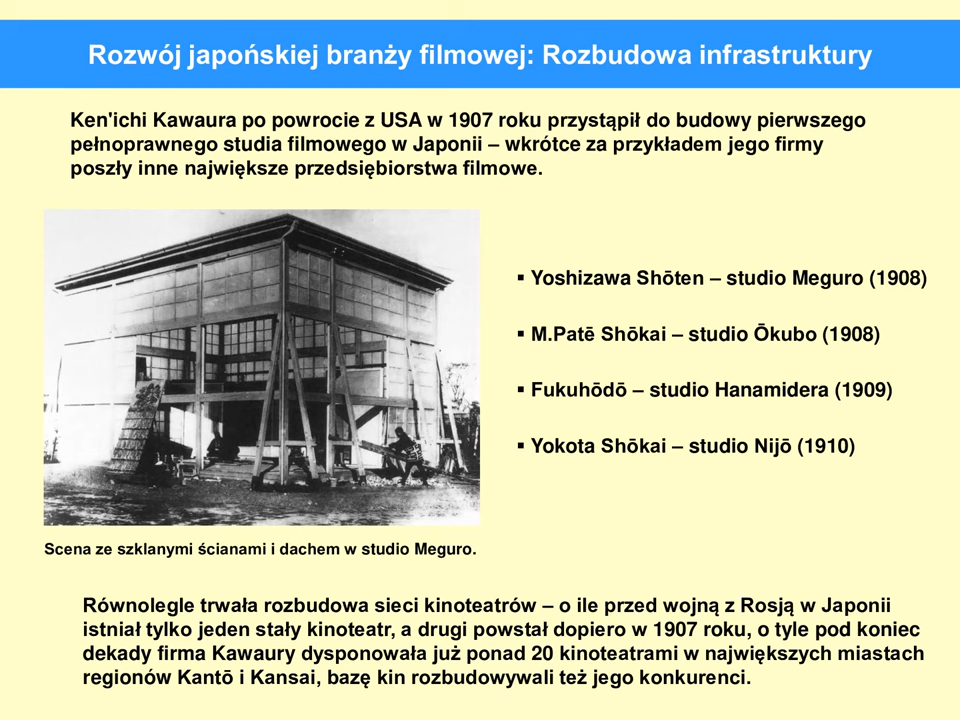 Rozwój japońskiej branży filmowej: Rozbudowa infrastruktury
Ken'ichi Kawaura po powrocie z USA w 1907 roku przystąpił do budowy pierwszego
pełnoprawnego studia filmowego w Japonii – wkrótce za przykładem jego firmy
poszły inne największe przedsiębiorstwa filmowe.
▪ Yoshizawa Shōten – studio Meguro (1908)
▪ M.Patē Shōkai – studio Ōkubo (1908)
▪ Fukuhōdō – studio Hanamidera (1909)
▪ Yokota Shōkai – studio Nijō (1910)
Scena ze szklanymi ścianami i dachem w studio Meguro.
Równolegle trwała rozbudowa sieci kinoteatrów – o ile przed wojną z Rosją w Japonii
istniał tylko jeden stały kinoteatr, a drugi powstał dopiero w 1907 roku, o tyle pod koniec
dekady firma Kawaury dysponowała już ponad 20 kinoteatrami w największych miastach
regionów Kantō i Kansai, bazę kin rozbudowywali też jego konkurenci.